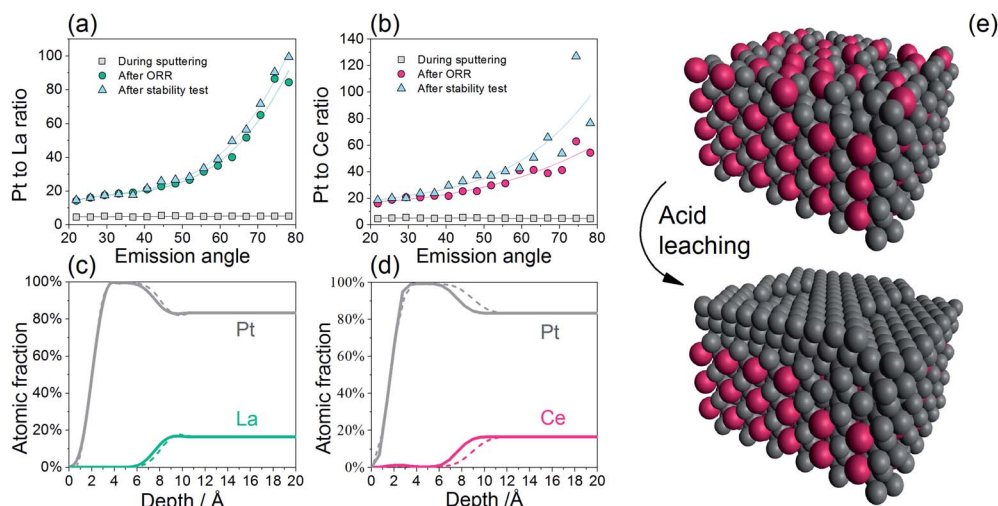 (a)
Pt to La ratio
100
80
60
40
20
0
During sputtering
After ORR
After stability test
20 30 40 50 60 70 80
Emission angle
(b)
Pt to Ce ratio
140
120
100
80
60
40
20
0
During sputtering
After ORR
After stability test
20 30 40 50 60 70 80
Emission angle
(c)
Atomic fraction
100%
80%
60%
40%
20%
0%
Pt
La
0 2 4 6 8 10 12 14 16 18 20
Depth / Å
(d)
Atomic fraction
100%
80%
60%
40%
20%
0%
Pt
Ce
0 2 4 6 8 10 12 14 16 18 20
Depth / Å
(e)
Acid
leaching